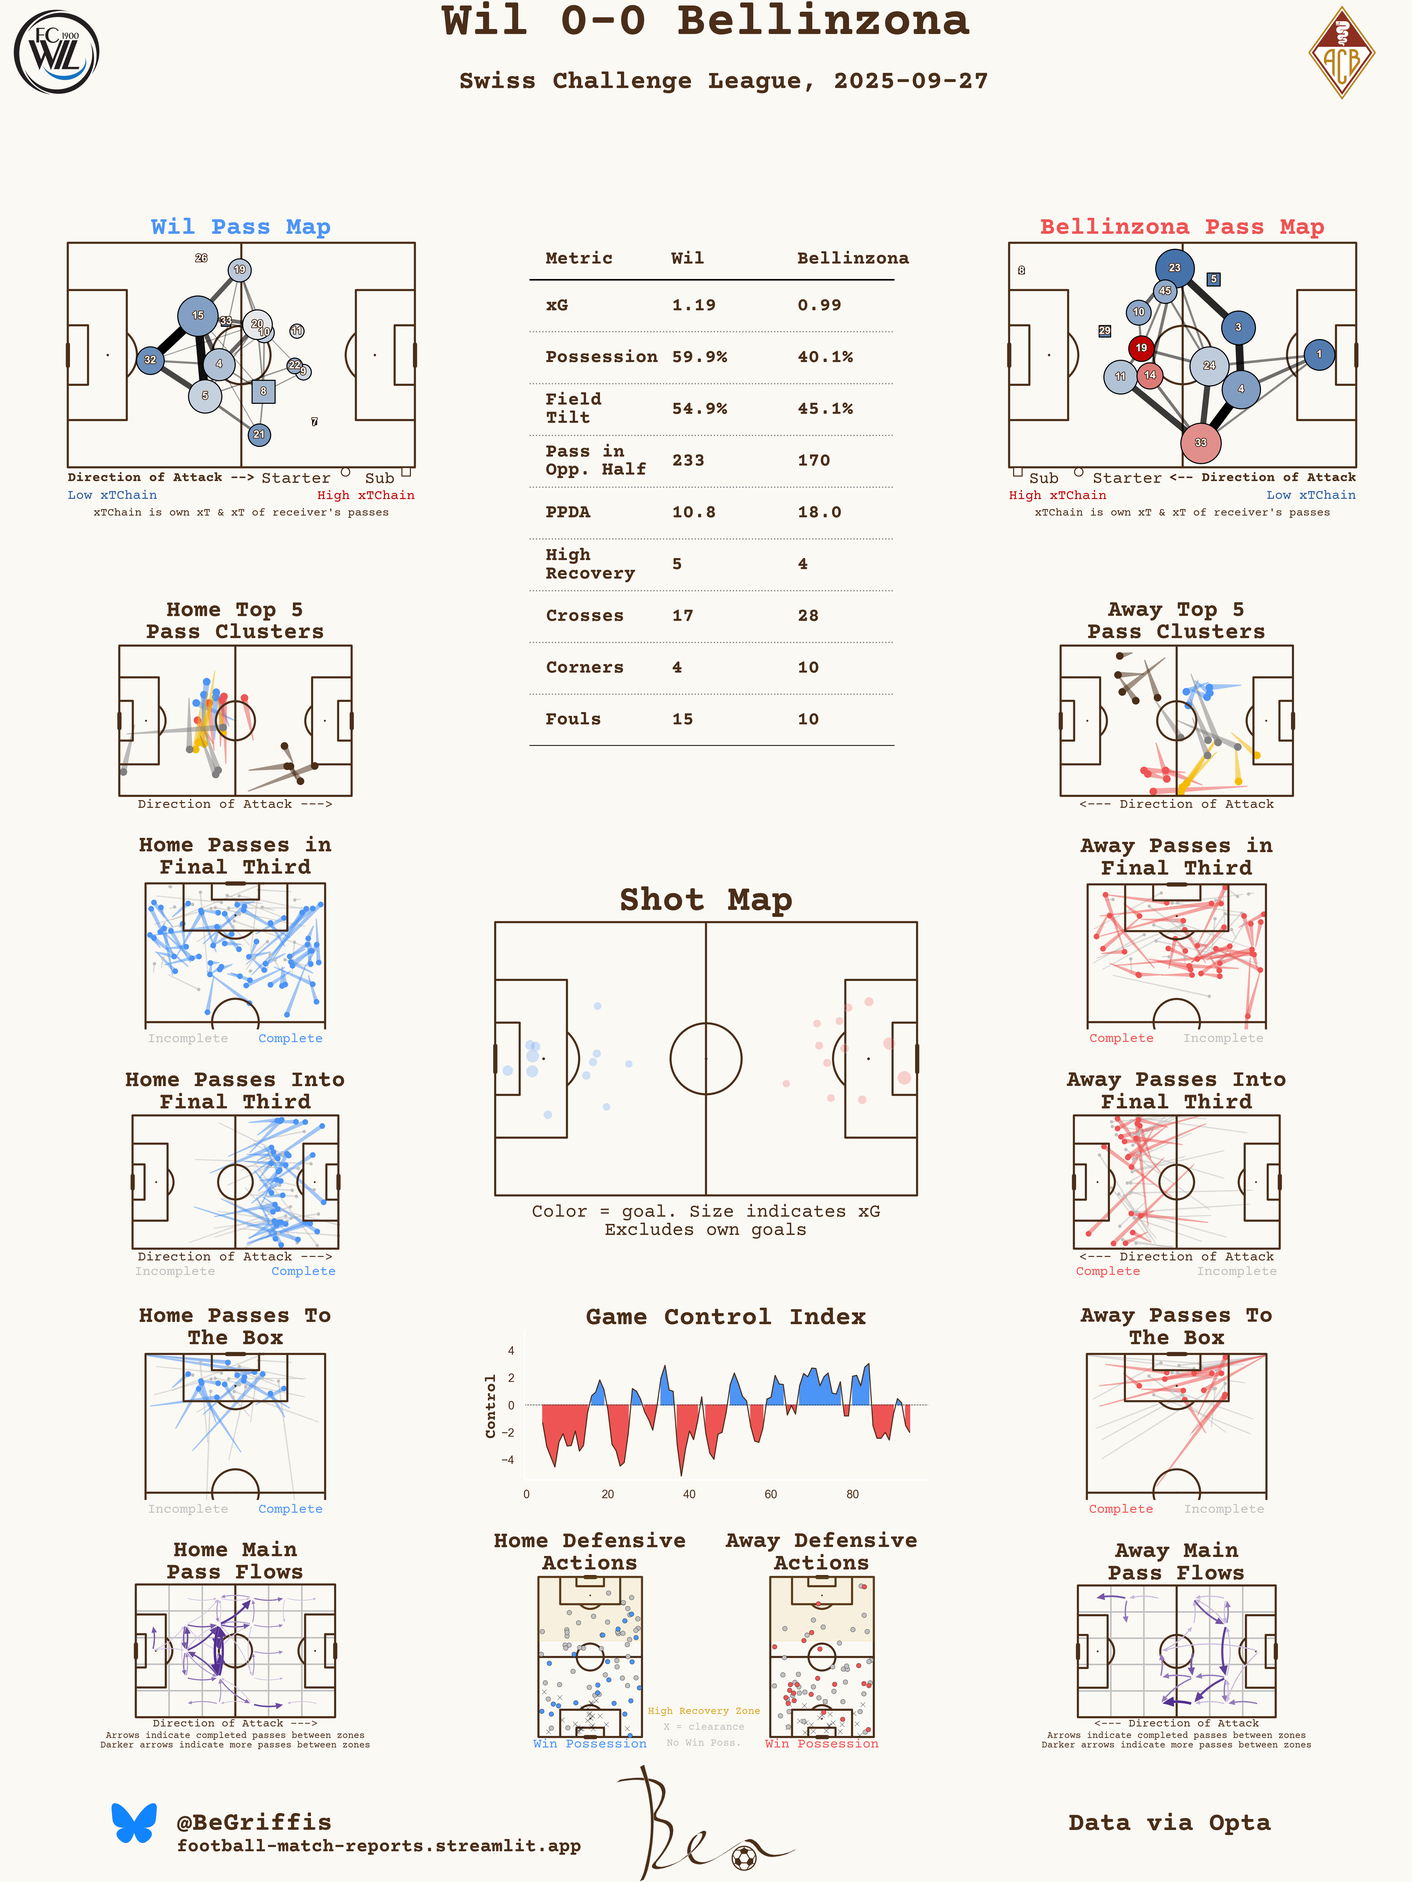 Wil 0-0 Bellinzona
Swiss Challenge League, 2025-09-27
FC 1900
WIL
ACB
Wil Pass Map
26
19
15
33
20
10
11
32
4
22
9
5
8
7
21
Direction of Attack --> Starter Sub
Low xTChain High xTChain
xTChain is own xT & xT of receiver's passes
Metric Wil Bellinzona
xG 1.19 0.99
Possession 59.9% 40.1%
Field
Tilt 54.9% 45.1%
Pass in
Opp. Half 233 170
PPDA 10.8 18.0
High
Recovery 5 4
Crosses 17 28
Corners 4 10
Fouls 15 10
Bellinzona Pass Map
8
23
5
45
10
3
29
19
1
24
11
14
4
33
Sub Starter <-- Direction of Attack
High xTChain Low xTChain
xTChain is own xT & xT of receiver's passes
Home Top 5
Pass Clusters
Direction of Attack --->
Away Top 5
Pass Clusters
<--- Direction of Attack
Home Passes in
Final Third
Incomplete Complete
Away Passes in
Final Third
Complete Incomplete
Shot Map
Color = goal. Size indicates xG
Excludes own goals
Home Passes Into
Final Third
Direction of Attack --->
Incomplete Complete
Away Passes Into
Final Third
<--- Direction of Attack
Complete Incomplete
Home Passes To
The Box
Incomplete Complete
Game Control Index
Control
4
2
0
−2
−4
0 20 40 60 80
Away Passes To
The Box
Complete Incomplete
Home Main
Pass Flows
Direction of Attack --->
Arrows indicate completed passes between zones
Darker arrows indicate more passes between zones
Home Defensive
Actions
Win Possession
High Recovery Zone
X = clearance
No Win Poss.
Away Defensive
Actions
Win Possession
Away Main
Pass Flows
<--- Direction of Attack
Arrows indicate completed passes between zones
Darker arrows indicate more passes between zones
@BeGriffis
football-match-reports.streamlit.app
Ben
Data via Opta